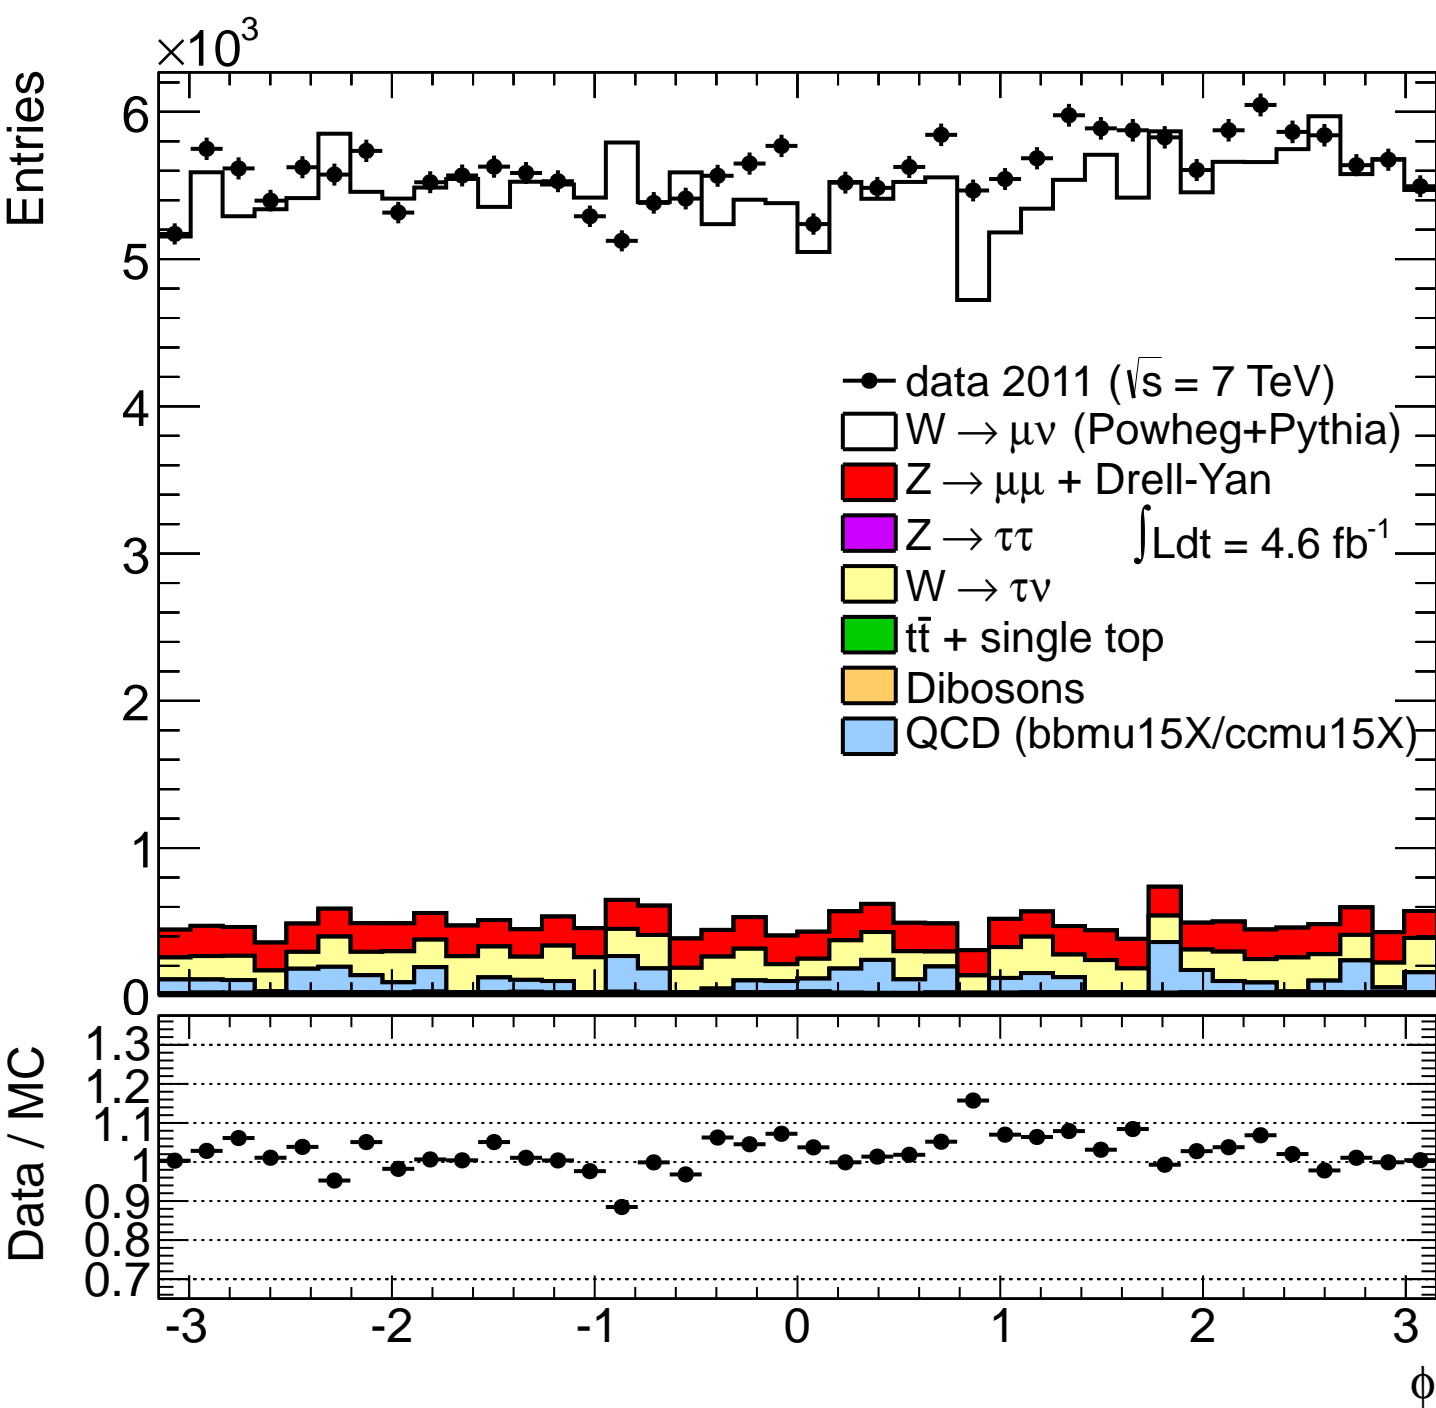 ×10³
Entries
6
5
4
3
2
1
0
data 2011 (√s = 7 TeV)
W → μν (Powheg+Pythia)
Z → μμ + Drell-Yan
Z → ττ
∫Ldt = 4.6 fb⁻¹
W → τν
tt̄ + single top
Dibosons
QCD (bbmu15X/ccmu15X)
Data / MC
1.3
1.2
1.1
1
0.9
0.8
0.7
-3 -2 -1 0 1 2 3
ϕ